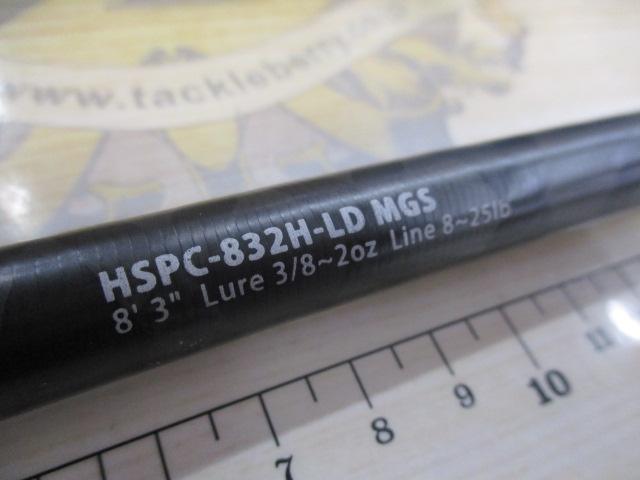 www.tackleberry.co
HSPC-832H-LD MGS
8' 3" Lure 3/8~2oz Line 8~25lb
7 8 9 10 11